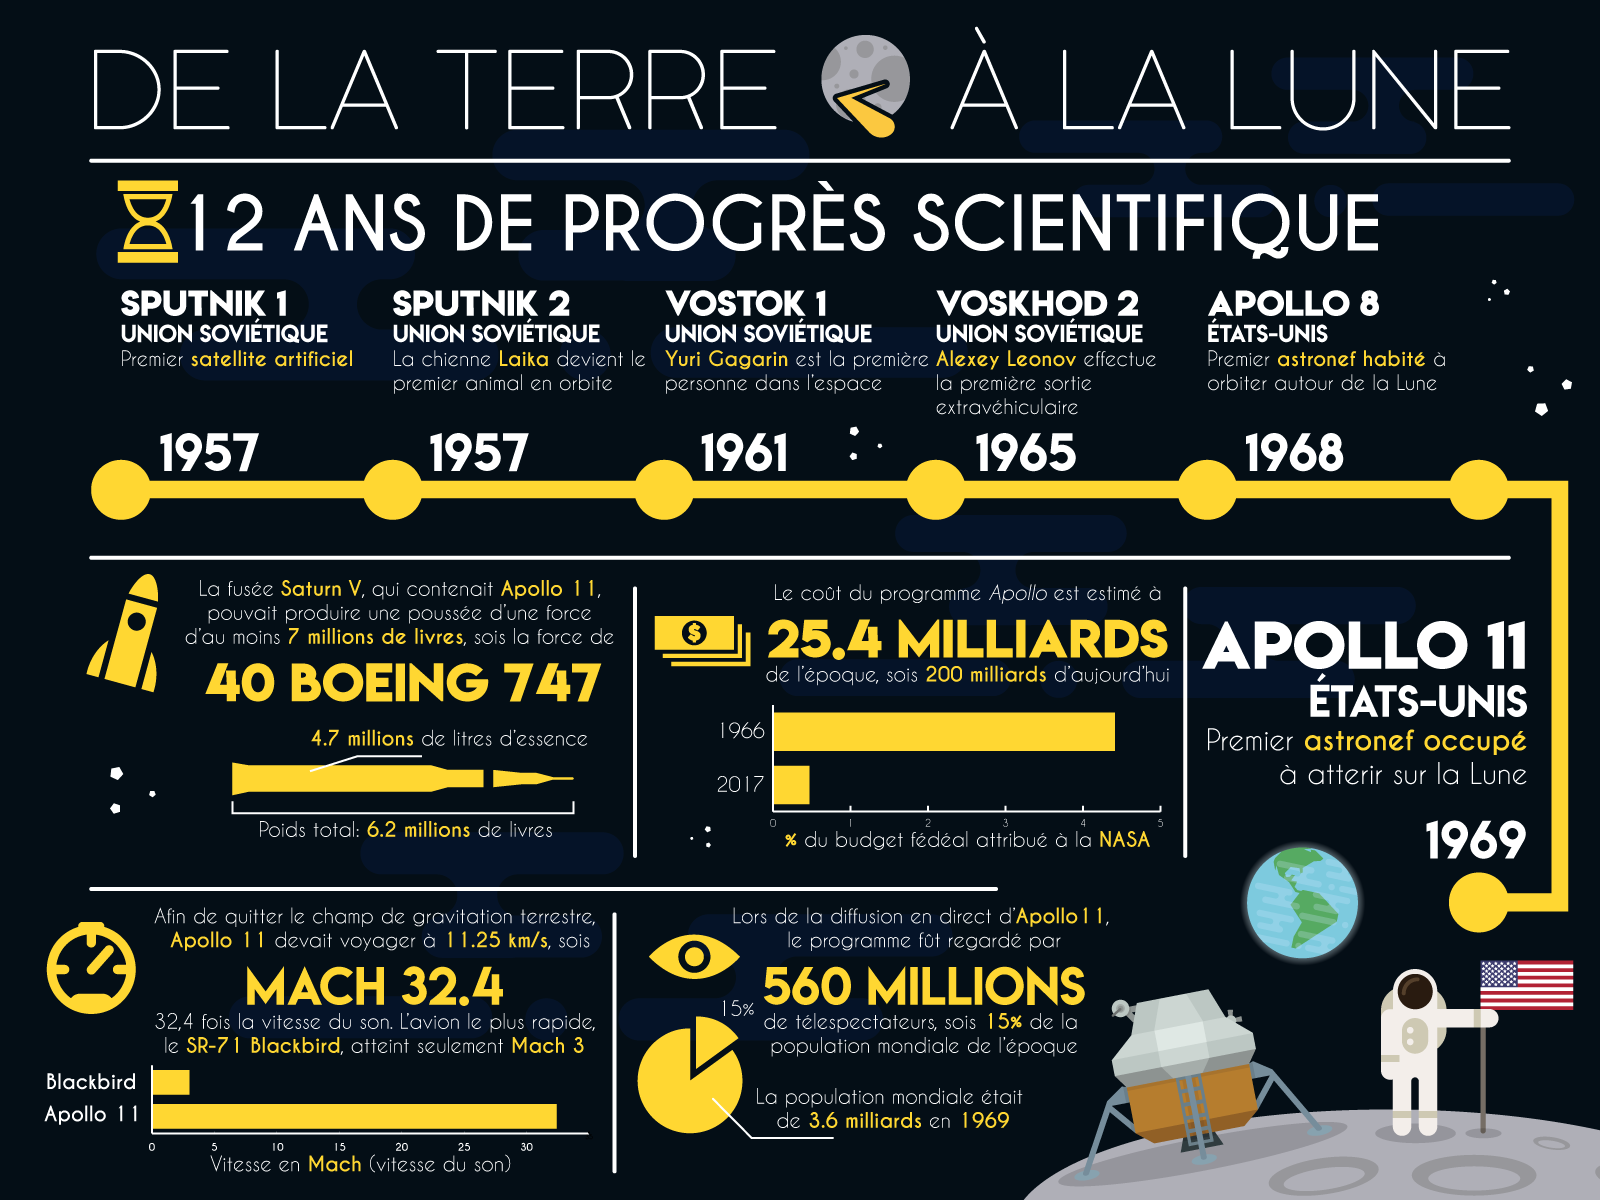 DE LA TERRE À LA LUNE
12 ANS DE PROGRÈS SCIENTIFIQUE
SPUTNIK 1
UNION SOVIÉTIQUE
Premier satellite artificiel
1957
SPUTNIK 2
UNION SOVIÉTIQUE
La chienne Laika devient le
premier animal en orbite
1957
VOSTOK 1
UNION SOVIÉTIQUE
Yuri Gagarin est la première
personne dans l'espace
1961
VOSKHOD 2
UNION SOVIÉTIQUE
Alexey Leonov effectue
la première sortie
extravéhiculaire
1965
APOLLO 8
ÉTATS-UNIS
Premier astronef habité à
orbiter autour de la Lune
1968
La fusée Saturn V, qui contenait Apollo 11,
pouvait produire une poussée d'une force
d'au moins 7 millions de livres, sois la force de
40 BOEING 747
4.7 millions de litres d'essence
Poids total: 6.2 millions de livres
Le coût du programme Apollo est estimé à
$
25.4 MILLIARDS
de l'époque, sois 200 milliards d'aujourd'hui
1966
2017
0 1 2 3 4 5
% du budget fédéal attribué à la NASA
APOLLO 11
ÉTATS-UNIS
Premier astronef occupé
à atterir sur la Lune
1969
Afin de quitter le champ de gravitation terrestre,
Apollo 11 devait voyager à 11.25 km/s, sois
MACH 32.4
32,4 fois la vitesse du son. L'avion le plus rapide,
le SR-71 Blackbird, atteint seulement Mach 3
Blackbird
Apollo 11
0 5 10 15 20 25 30
Vitesse en Mach (vitesse du son)
Lors de la diffusion en direct d'Apollo11,
le programme fût regardé par
560 MILLIONS
15%
de télespectateurs, sois 15% de la
population mondiale de l'époque
La population mondiale était
de 3.6 milliards en 1969